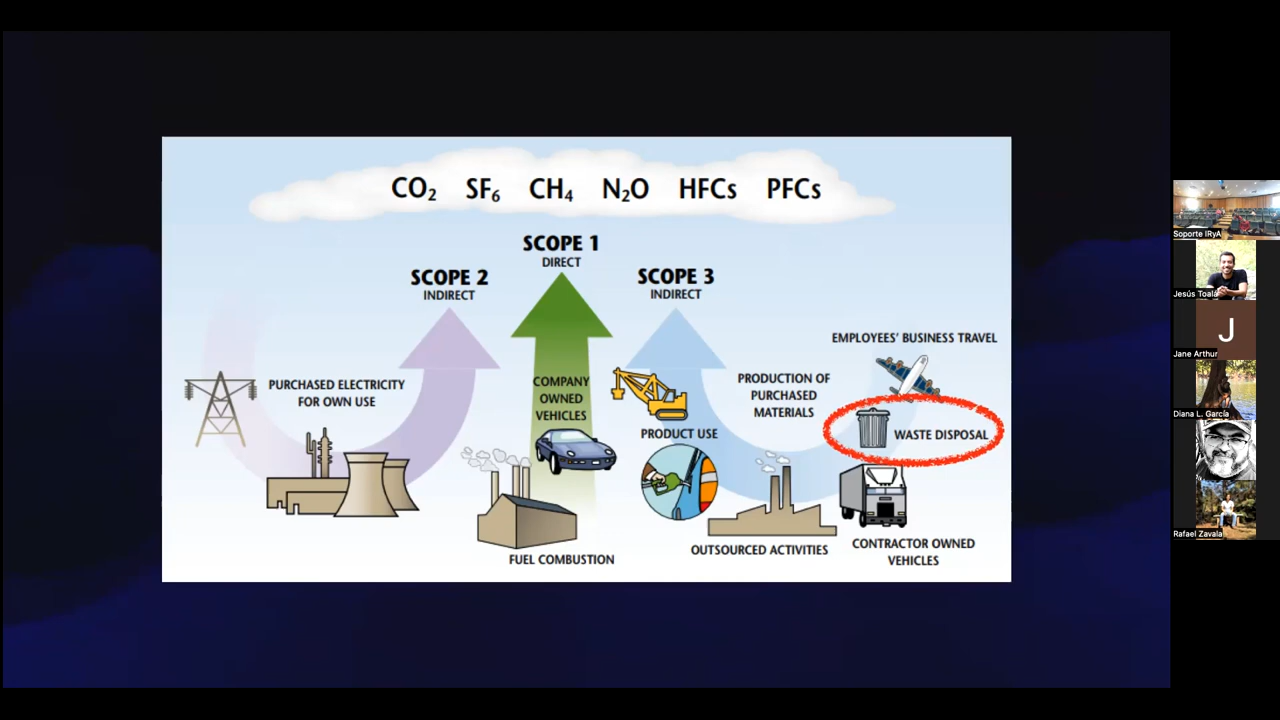 CO₂ SF₆ CH₄ N₂O HFCs PFCs
SCOPE 1
DIRECT
SCOPE 2
INDIRECT
SCOPE 3
INDIRECT
EMPLOYEES' BUSINESS TRAVEL
PURCHASED ELECTRICITY
FOR OWN USE
COMPANY
OWNED
VEHICLES
PRODUCTION OF
PURCHASED
MATERIALS
PRODUCT USE
WASTE DISPOSAL
FUEL COMBUSTION
OUTSOURCED ACTIVITIES
CONTRACTOR OWNED
VEHICLES
Soporte IRyA
Jesús Toalá
J
Jane Arthur
Diana L. García
Rafael Zavala